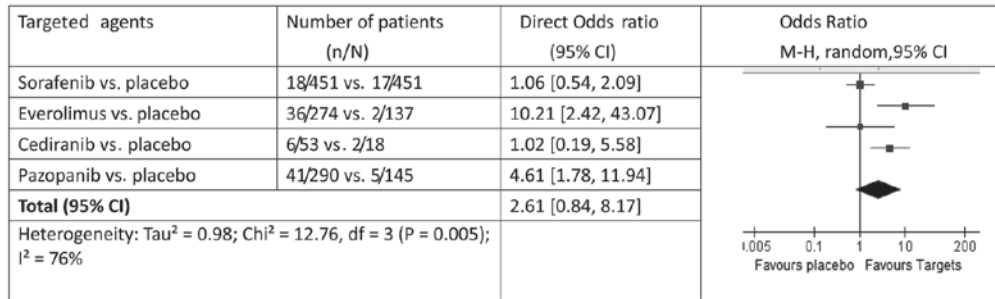 Targeted agents Number of patients Direct Odds ratio Odds Ratio
(n/N) (95% CI) M-H, random,95% CI
Sorafenib vs. placebo 18/451 vs. 17/451 1.06 [0.54, 2.09]
Everolimus vs. placebo 36/274 vs. 2/137 10.21 [2.42, 43.07]
Cediranib vs. placebo 6/53 vs. 2/18 1.02 [0.19, 5.58]
Pazopanib vs. placebo 41/290 vs. 5/145 4.61 [1.78, 11.94]
Total (95% CI) 2.61 [0.84, 8.17]
Heterogeneity: Tau² = 0.98; Chi² = 12.76, df = 3 (P = 0.005);
I² = 76%
.005 0.1 1 10 200
Favours placebo Favours Targets